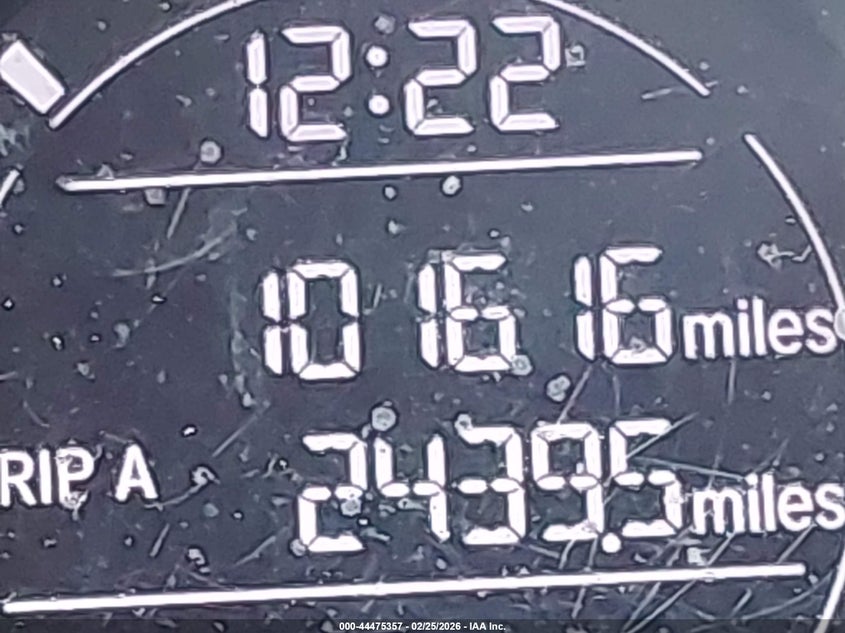 12:22
101616 miles
RIP A 2439.5 miles
000-44475357 - 02/25/2026 - IAA Inc.